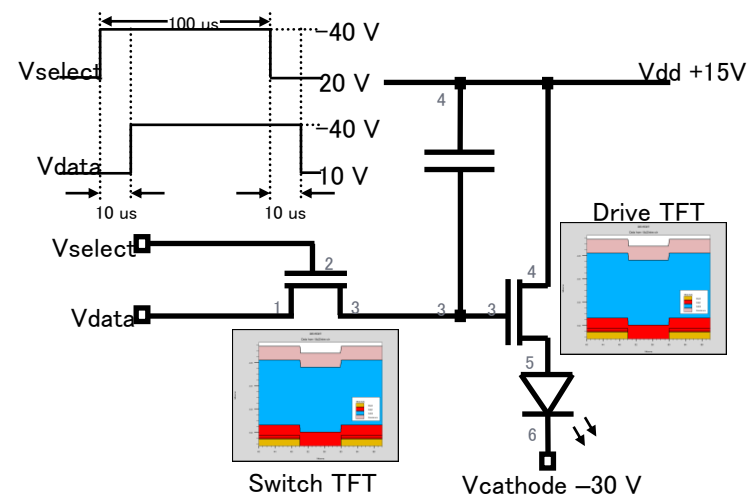 100 us
−40 V
Vselect
20 V
−40 V
Vdata
10 V
10 us
10 us
Vdd +15V
4
Drive TFT
Vselect
2
4
Vdata
1
3
3
3
5
6
Switch TFT
Vcathode −30 V